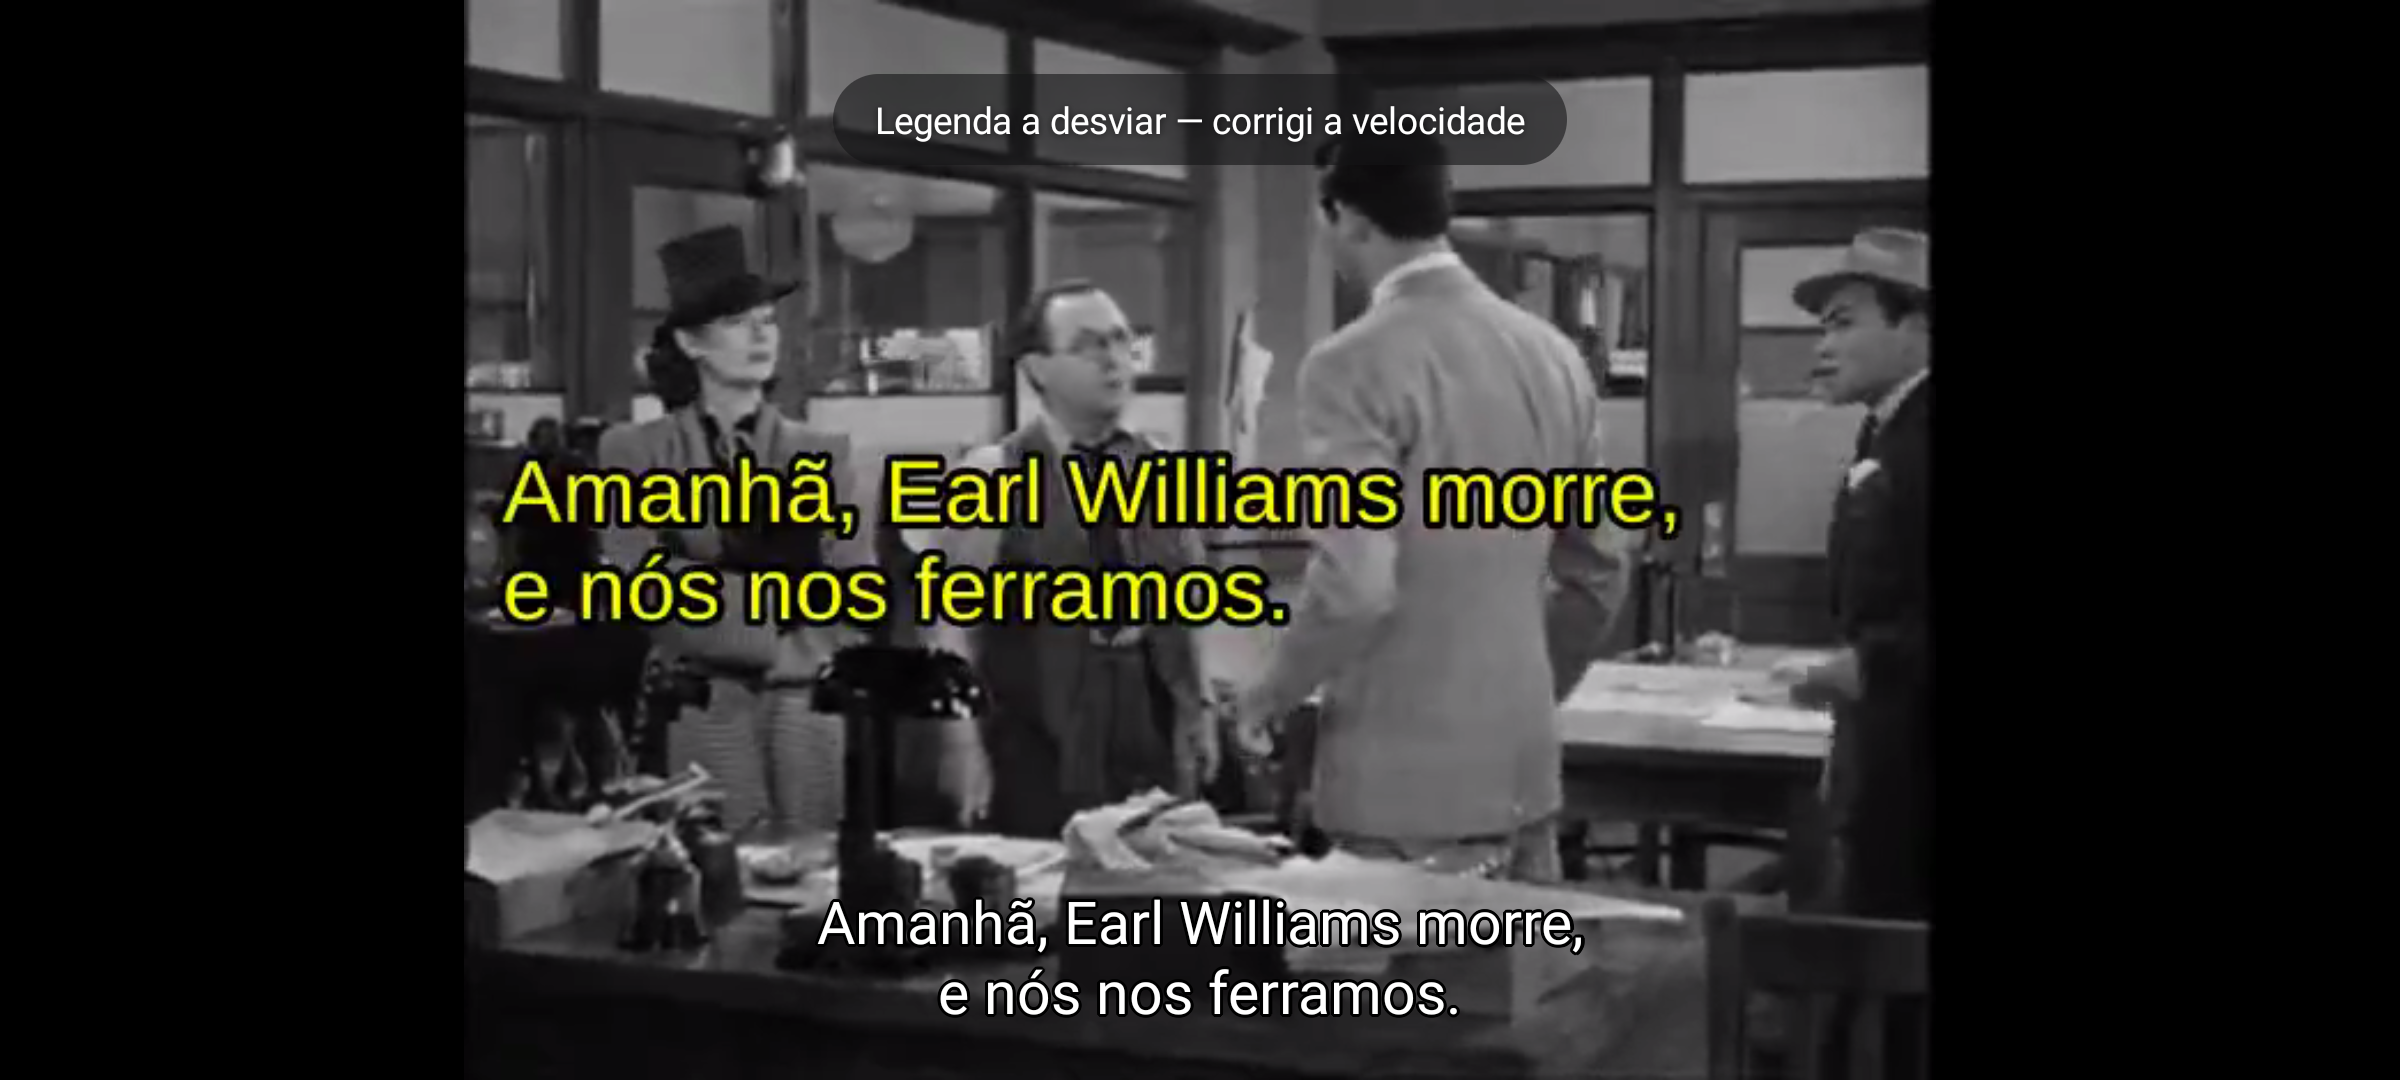 Legenda a desviar — corrigi a velocidade
Amanhã, Earl Williams morre,
e nós nos ferramos.
Amanhã, Earl Williams morre,
e nós nos ferramos.